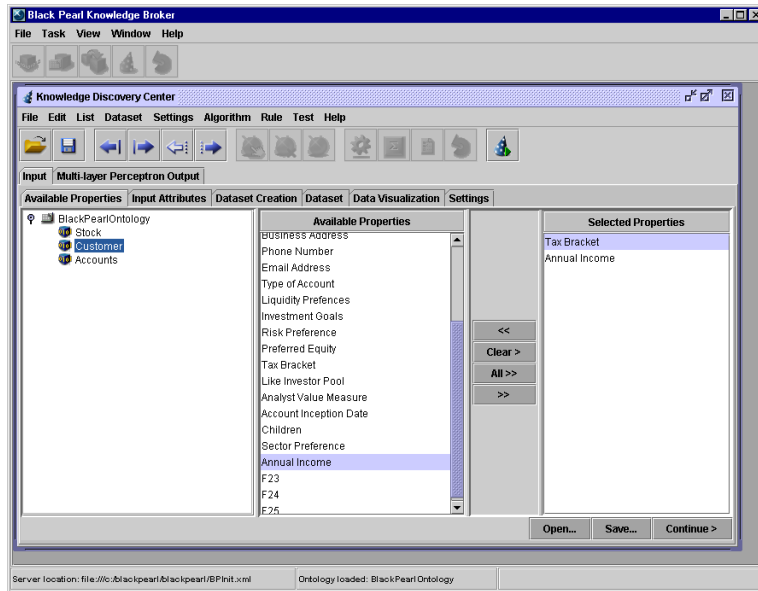 Black Pearl Knowledge Broker
File Task View Window Help
Knowledge Discovery Center
File Edit List Dataset Settings Algorithm Rule Test Help
Input Multi-layer Perceptron Output
Available Properties Input Attributes Dataset Creation Dataset Data Visualization Settings
BlackPearlOntology
Stock
Customer
Accounts
Available Properties
Business Address
Phone Number
Email Address
Type of Account
Liquidity Prefences
Investment Goals
Risk Preference
Preferred Equity
Tax Bracket
Like Investor Pool
Analyst Value Measure
Account Inception Date
Children
Sector Preference
Annual Income
F23
F24
F25
<<
Clear >
All >>
>>
Selected Properties
Tax Bracket
Annual Income
Open... Save... Continue >
Server location: file:///c:/blackpearl/blackpearl/BPInit.xml Ontology loaded: BlackPearlOntology